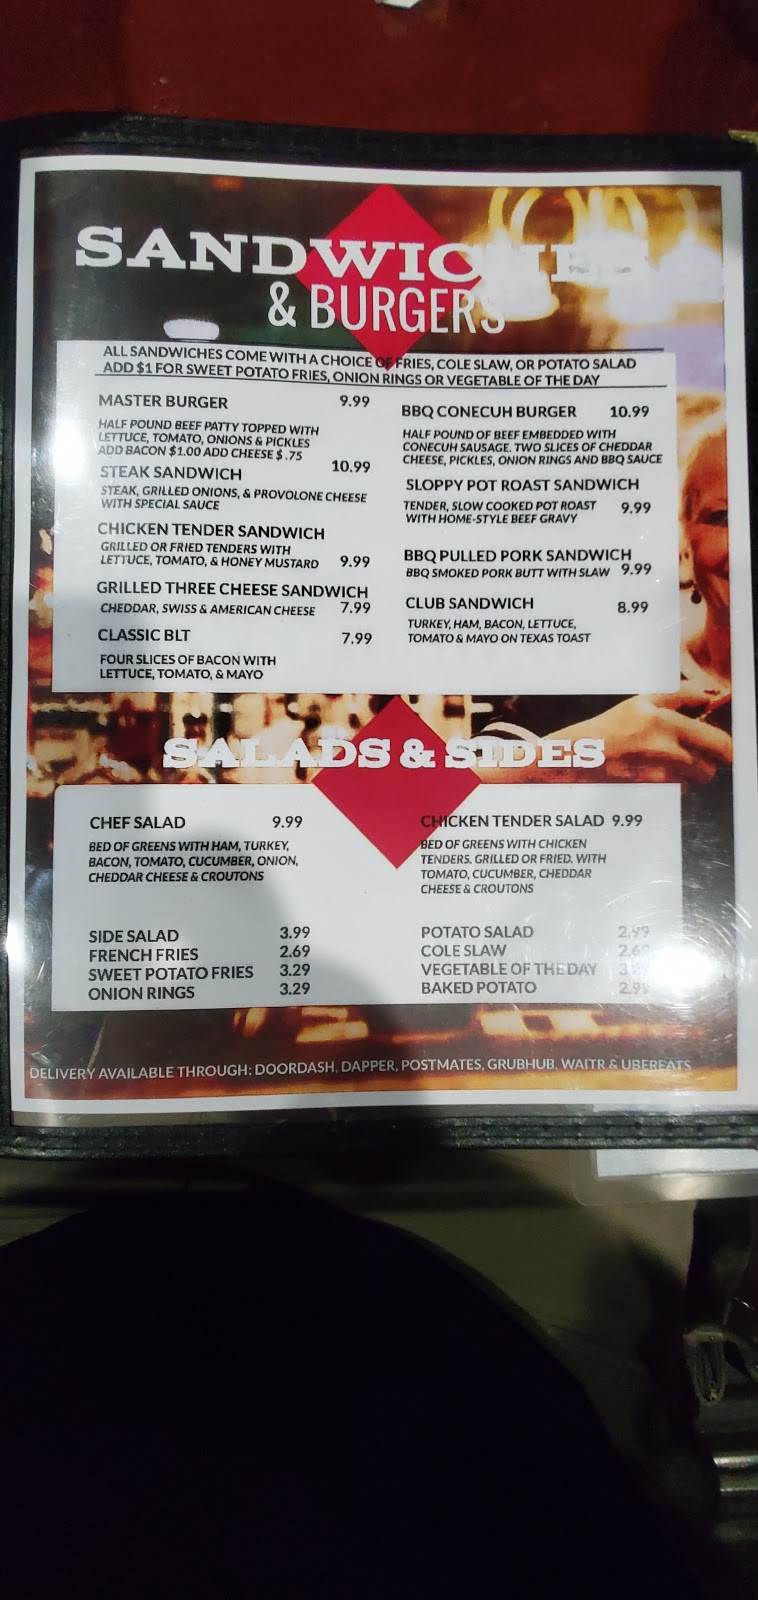 SANDWICHES
& BURGERS
ALL SANDWICHES COME WITH A CHOICE OF FRIES, COLE SLAW, OR POTATO SALAD
ADD $1 FOR SWEET POTATO FRIES, ONION RINGS OR VEGETABLE OF THE DAY
MASTER BURGER 9.99
HALF POUND BEEF PATTY TOPPED WITH
LETTUCE, TOMATO, ONIONS & PICKLES
ADD BACON $1.00 ADD CHEESE $ .75
STEAK SANDWICH 10.99
STEAK, GRILLED ONIONS, & PROVOLONE CHEESE
WITH SPECIAL SAUCE
CHICKEN TENDER SANDWICH
GRILLED OR FRIED TENDERS WITH
LETTUCE, TOMATO, & HONEY MUSTARD 9.99
GRILLED THREE CHEESE SANDWICH
CHEDDAR, SWISS & AMERICAN CHEESE 7.99
CLASSIC BLT 7.99
FOUR SLICES OF BACON WITH
LETTUCE, TOMATO, & MAYO
BBQ CONECUH BURGER 10.99
HALF POUND OF BEEF EMBEDDED WITH
CONECUH SAUSAGE. TWO SLICES OF CHEDDAR
CHEESE, PICKLES, ONION RINGS AND BBQ SAUCE
SLOPPY POT ROAST SANDWICH
TENDER, SLOW COOKED POT ROAST 9.99
WITH HOME-STYLE BEEF GRAVY
BBQ PULLED PORK SANDWICH
BBQ SMOKED PORK BUTT WITH SLAW 9.99
CLUB SANDWICH 8.99
TURKEY, HAM, BACON, LETTUCE,
TOMATO & MAYO ON TEXAS TOAST
SALADS & SIDES
CHEF SALAD 9.99
BED OF GREENS WITH HAM, TURKEY,
BACON, TOMATO, CUCUMBER, ONION,
CHEDDAR CHEESE & CROUTONS
CHICKEN TENDER SALAD 9.99
BED OF GREENS WITH CHICKEN
TENDERS. GRILLED OR FRIED. WITH
TOMATO, CUCUMBER, CHEDDAR
CHEESE & CROUTONS
SIDE SALAD 3.99
FRENCH FRIES 2.69
SWEET POTATO FRIES 3.29
ONION RINGS 3.29
POTATO SALAD 2.99
COLE SLAW
VEGETABLE OF THE DAY
BAKED POTATO 2.99
DELIVERY AVAILABLE THROUGH: DOORDASH, DAPPER, POSTMATES, GRUBHUB, WAITR & UBEREATS